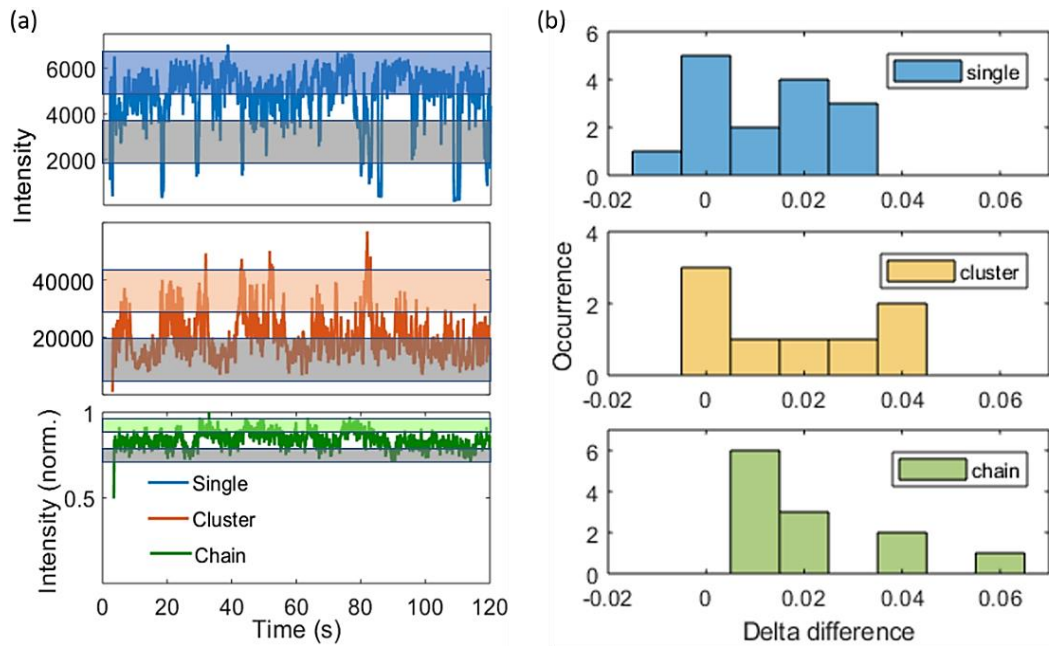 (a)
6000
4000
2000
Intensity
40000
20000
1
0.5
Intensity (norm.)
Single
Cluster
Chain
0 20 40 60 80 100 120
Time (s)
(b)
6
4
2
0
single
-0.02 0 0.02 0.04 0.06
4
2
0
cluster
Occurrence
-0.02 0 0.02 0.04 0.06
6
4
2
0
chain
-0.02 0 0.02 0.04 0.06
Delta difference